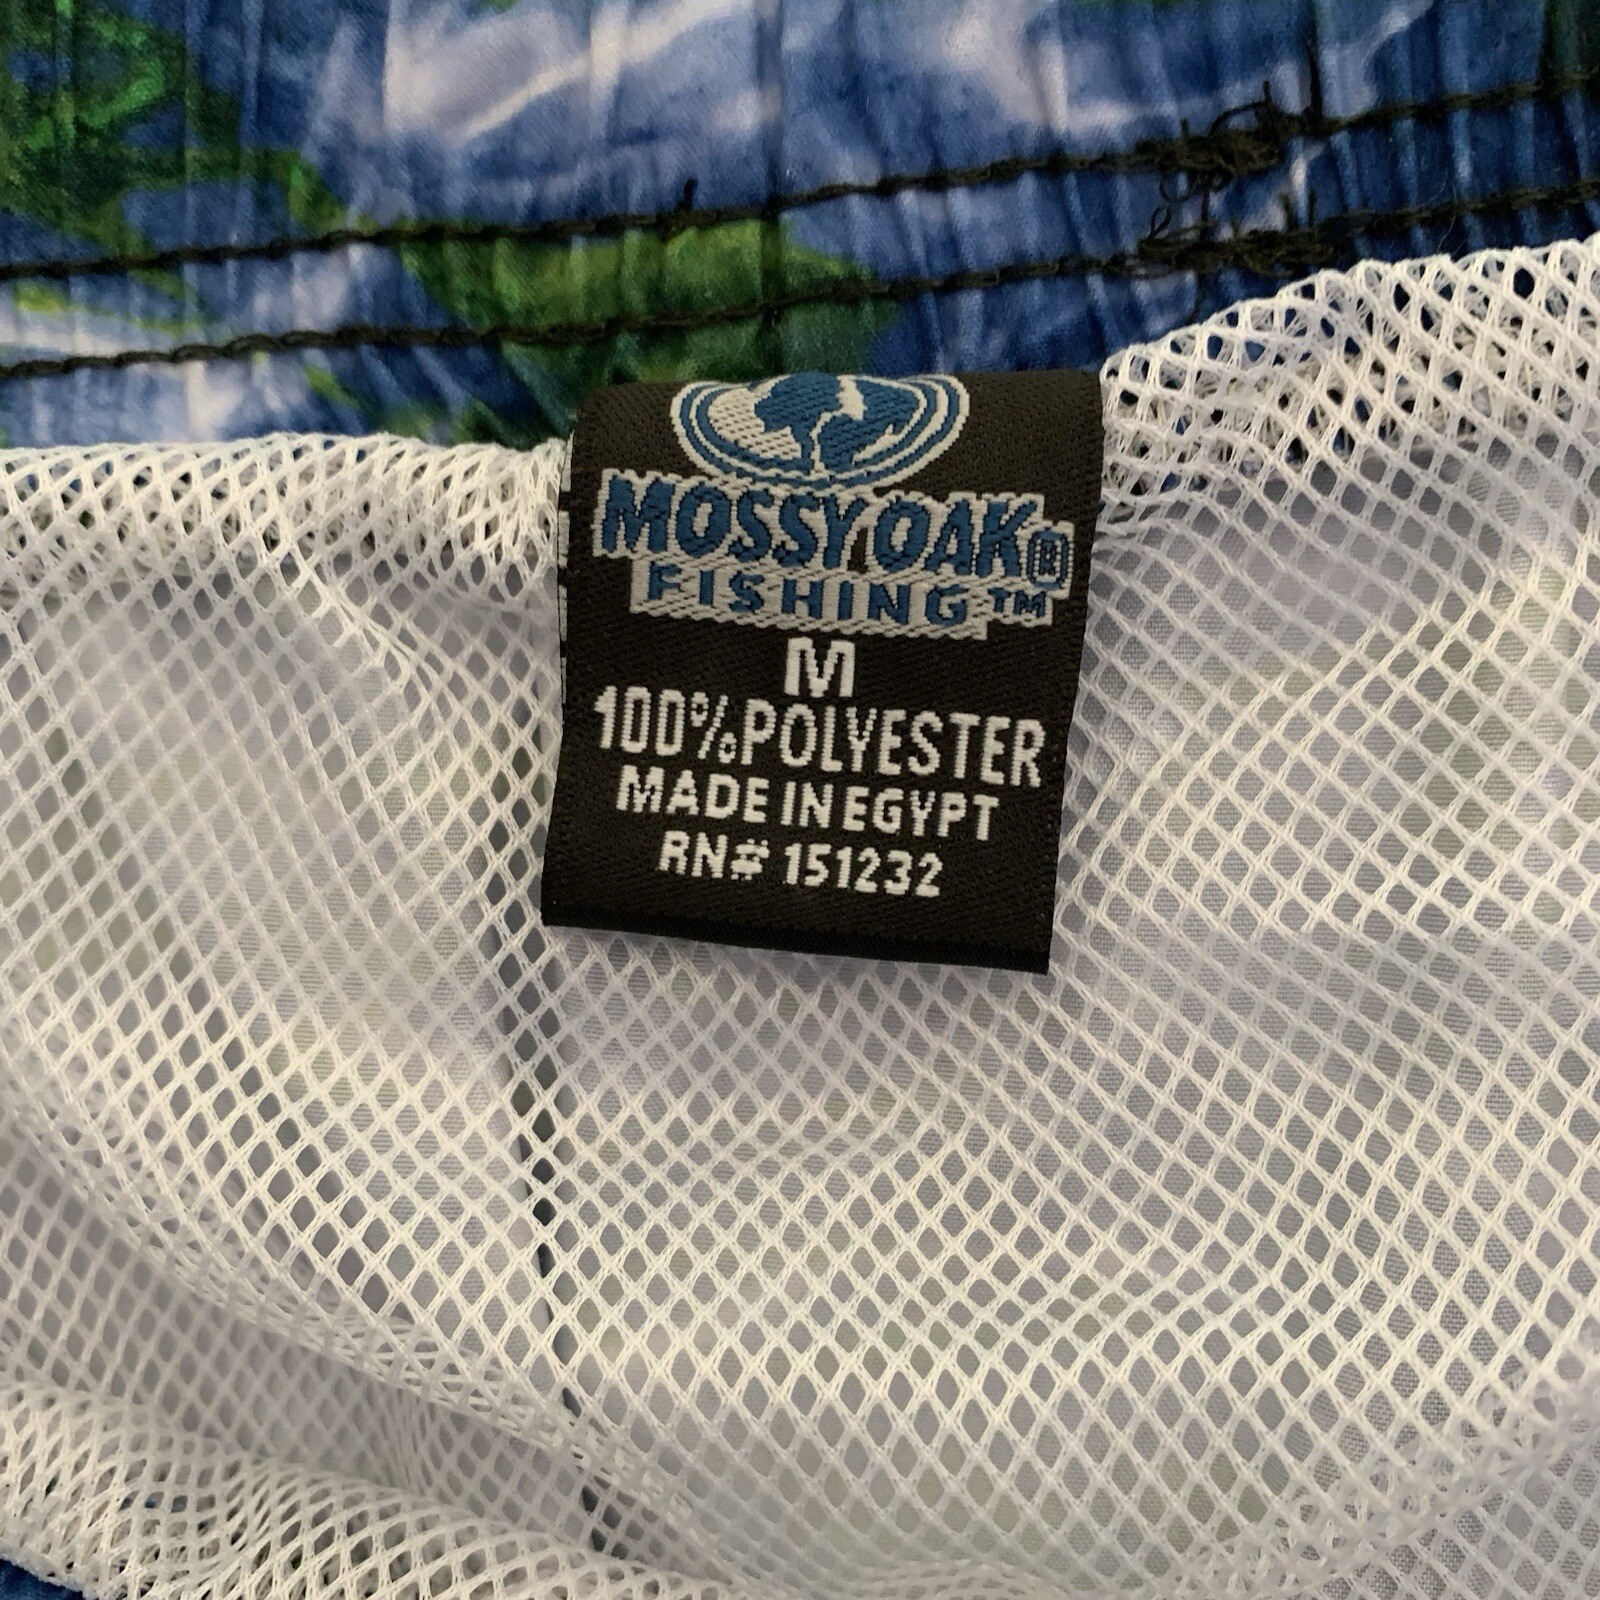 MOSSY OAK®
FISHING™
M
100% POLYESTER
MADE IN EGYPT
RN# 151232